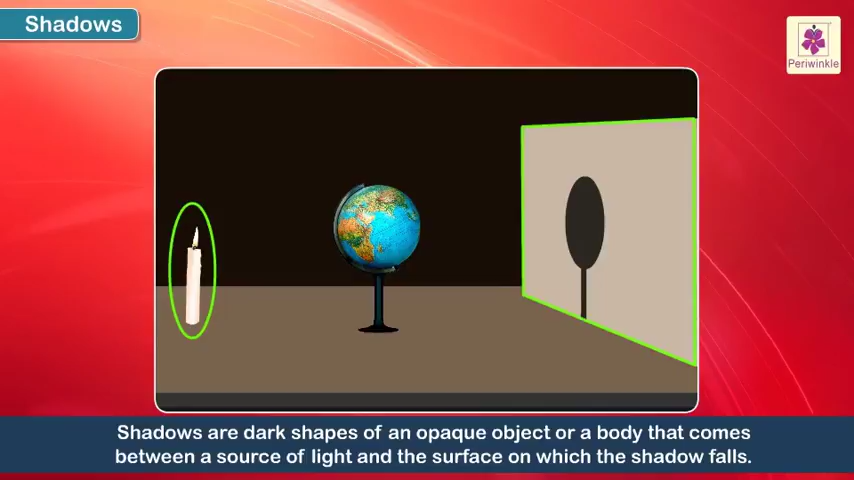 Shadows
Periwinkle
Shadows are dark shapes of an opaque object or a body that comes
between a source of light and the surface on which the shadow falls.